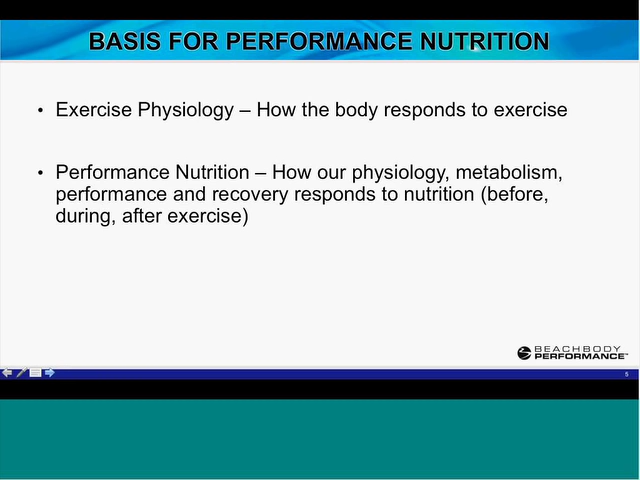 BASIS FOR PERFORMANCE NUTRITION
• Exercise Physiology – How the body responds to exercise
• Performance Nutrition – How our physiology, metabolism,
performance and recovery responds to nutrition (before,
during, after exercise)
BEACHBODY
PERFORMANCE™
5